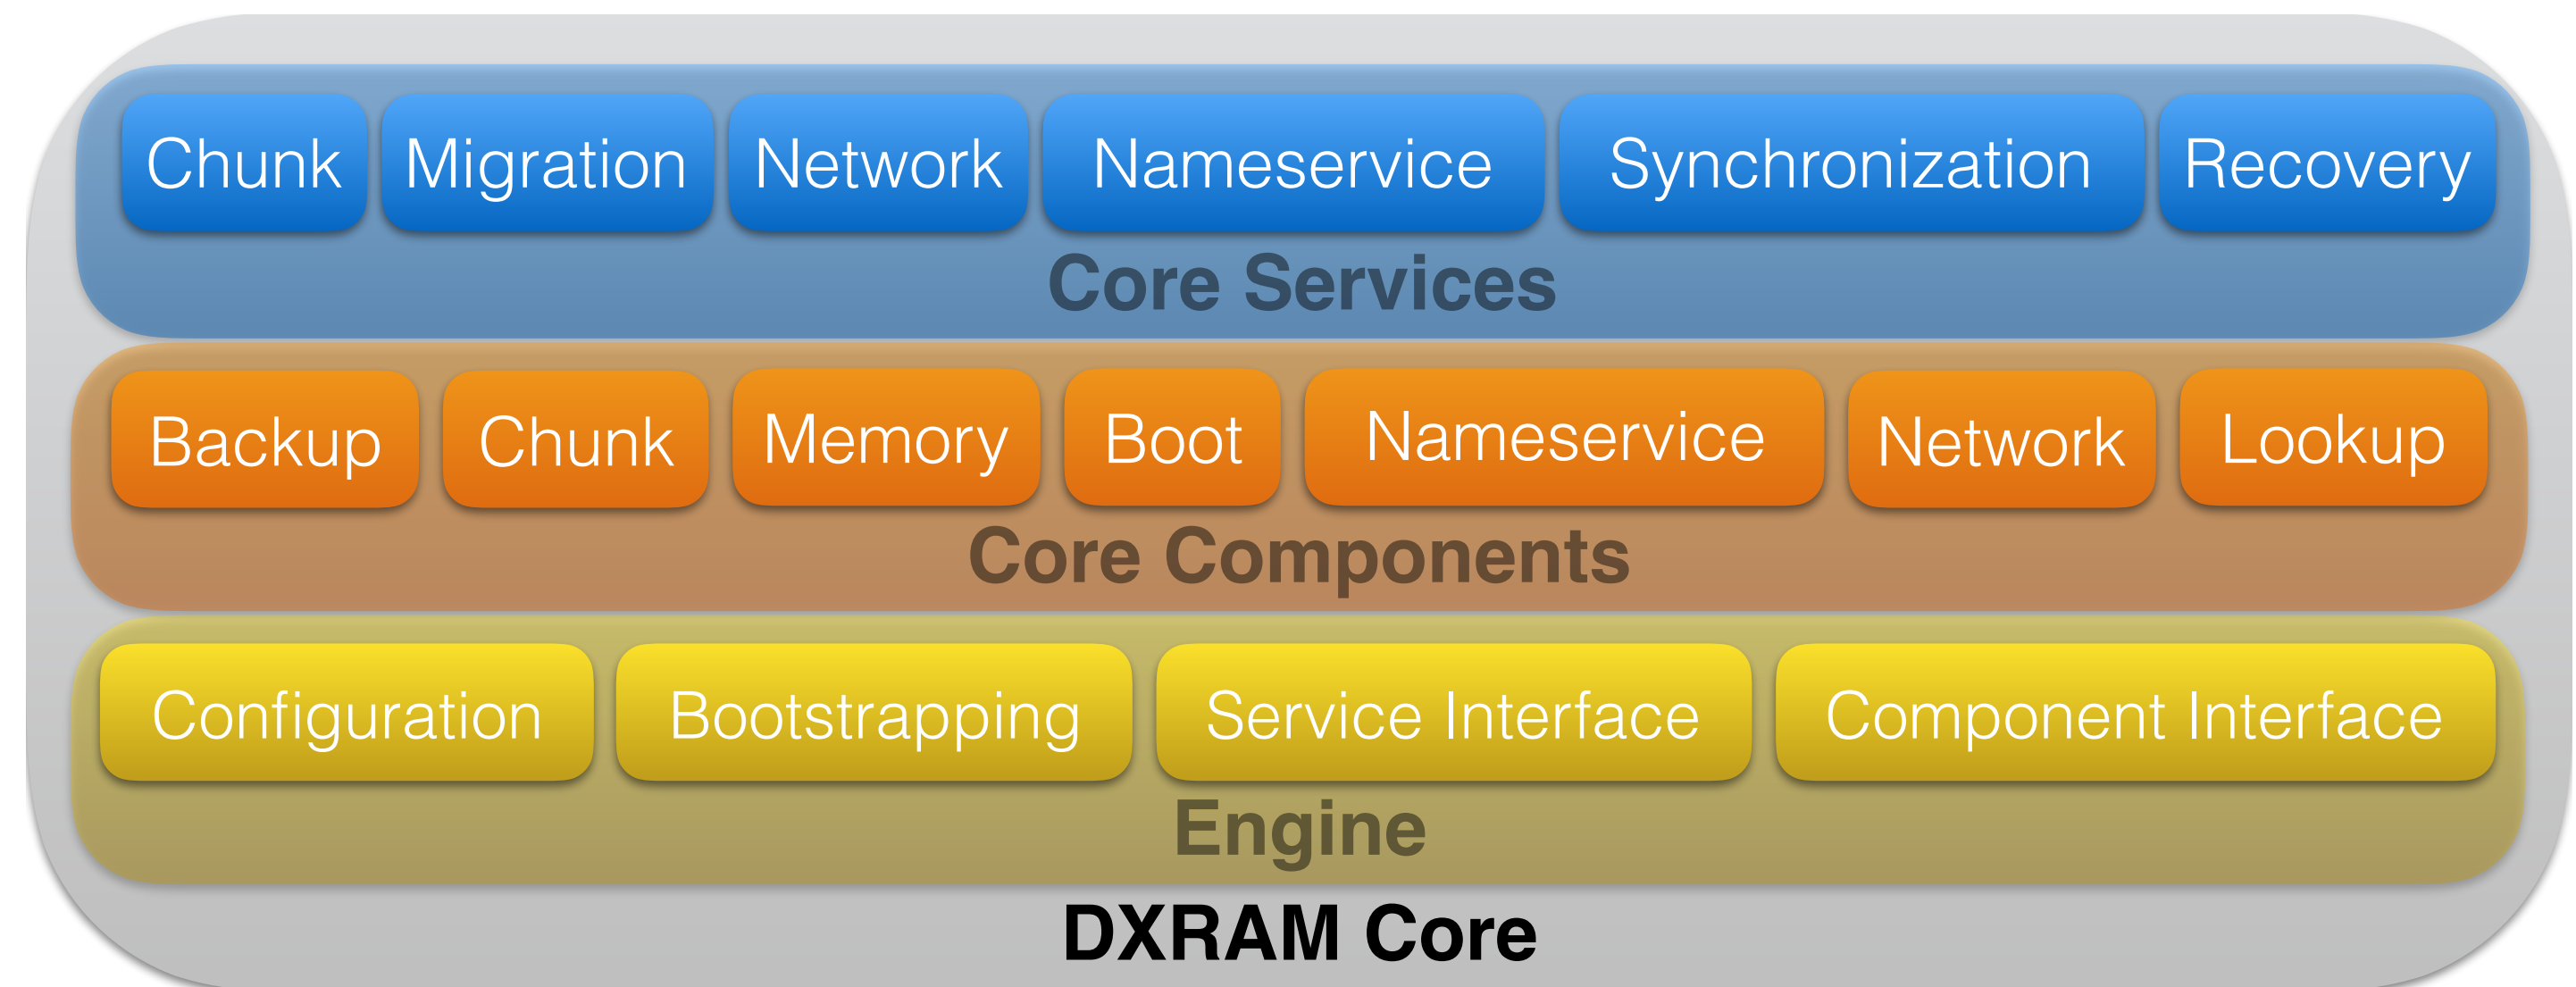 Chunk Migration Network Nameservice Synchronization Recovery
Core Services
Backup Chunk Memory Boot Nameservice Network Lookup
Core Components
Configuration Bootstrapping Service Interface Component Interface
Engine
DXRAM Core